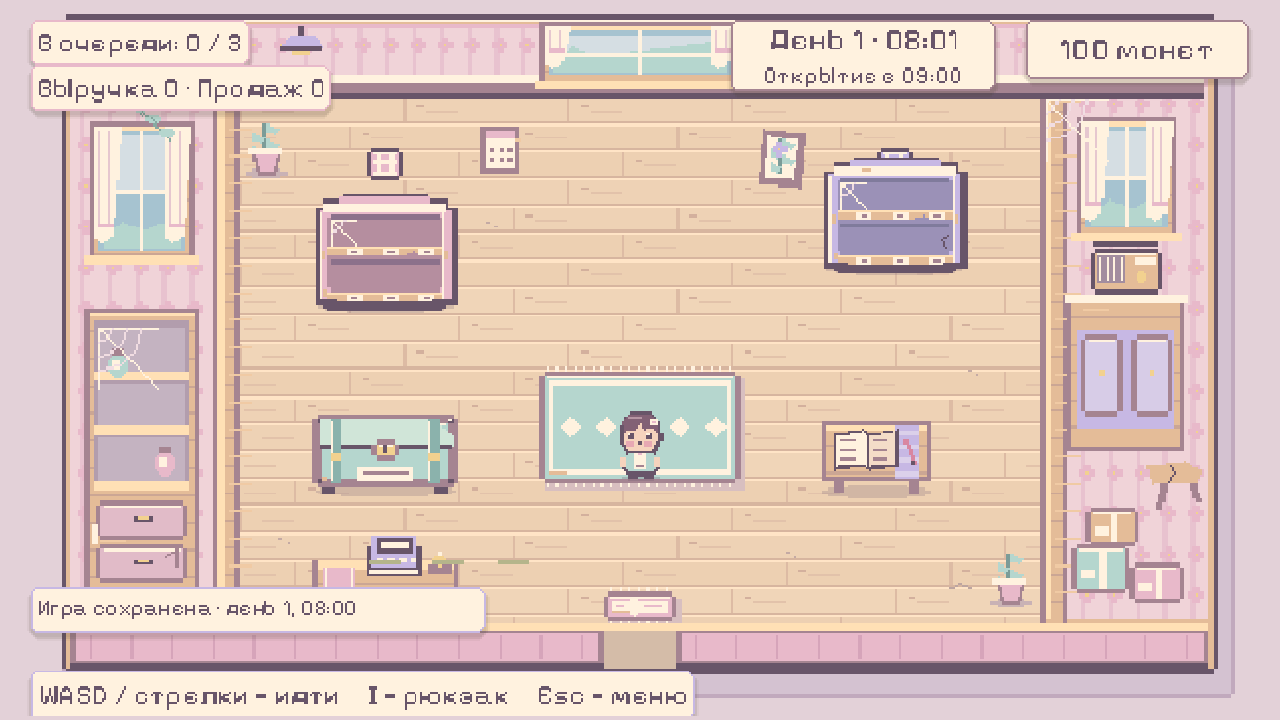 В очереди: 0 / 3
Выручка 0 · Продаж 0
День 1 · 08:01
Открытие в 09:00
100 монет
Игра сохранена · день 1, 08:00
WASD / стрелки - идти I - рюкзак Esc - меню